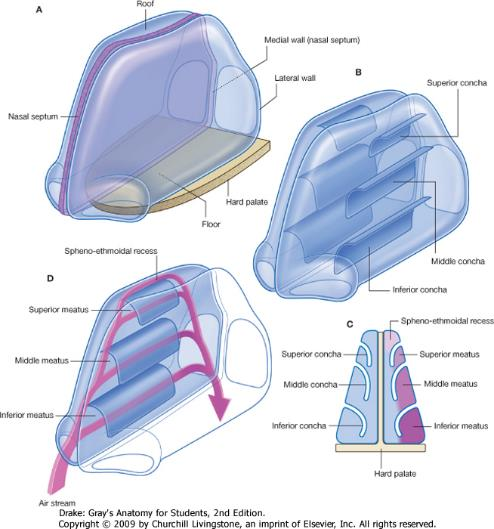 A
Roof
Medial wall (nasal septum)
Lateral wall
Nasal septum
Hard palate
Floor
B
Superior concha
Middle concha
Inferior concha
D
Spheno-ethmoidal recess
Superior meatus
Middle meatus
Inferior meatus
Air stream
C
Spheno-ethmoidal recess
Superior concha
Superior meatus
Middle concha
Middle meatus
Inferior concha
Inferior meatus
Hard palate
Drake: Gray's Anatomy for Students, 2nd Edition.
Copyright © 2009 by Churchill Livingstone, an imprint of Elsevier, Inc. All rights reserved.